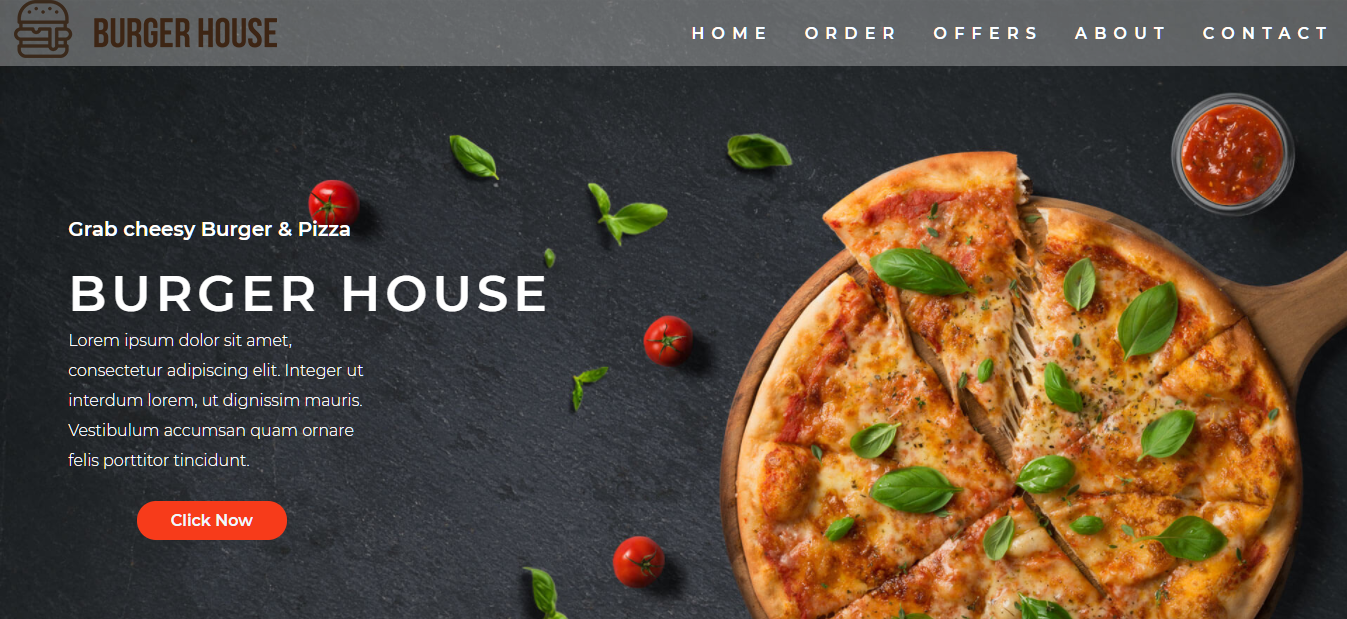 BURGER HOUSE
HOME ORDER OFFERS ABOUT CONTACT
Grab cheesy Burger & Pizza
BURGER HOUSE
Lorem ipsum dolor sit amet,
consectetur adipiscing elit. Integer ut
interdum lorem, ut dignissim mauris.
Vestibulum accumsan quam ornare
felis porttitor tincidunt.
Click Now